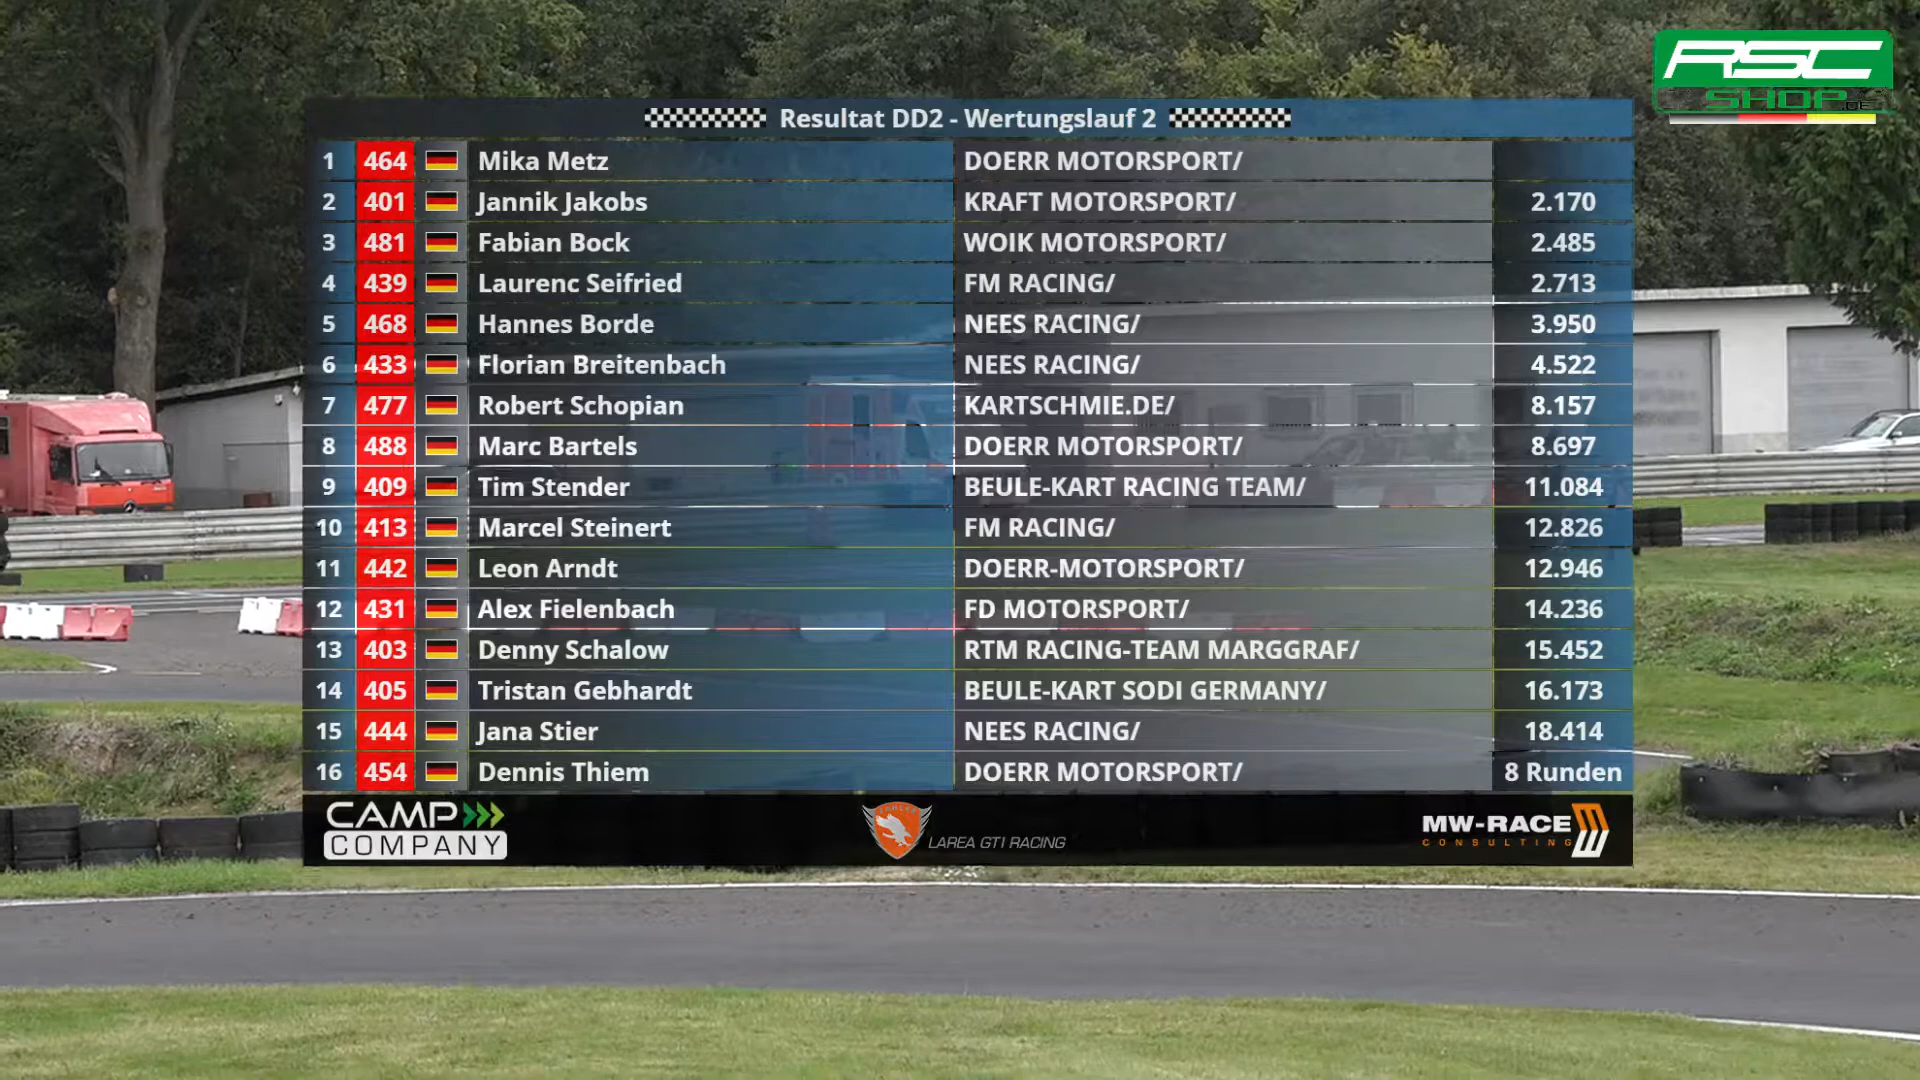 RSC
SHOP.DE
Resultat DD2 - Wertungslauf 2
1 464 Mika Metz DOERR MOTORSPORT/
2 401 Jannik Jakobs KRAFT MOTORSPORT/ 2.170
3 481 Fabian Bock WOIK MOTORSPORT/ 2.485
4 439 Laurenc Seifried FM RACING/ 2.713
5 468 Hannes Borde NEES RACING/ 3.950
6 433 Florian Breitenbach NEES RACING/ 4.522
7 477 Robert Schopian KARTSCHMIE.DE/ 8.157
8 488 Marc Bartels DOERR MOTORSPORT/ 8.697
9 409 Tim Stender BEULE-KART RACING TEAM/ 11.084
10 413 Marcel Steinert FM RACING/ 12.826
11 442 Leon Arndt DOERR-MOTORSPORT/ 12.946
12 431 Alex Fielenbach FD MOTORSPORT/ 14.236
13 403 Denny Schalow RTM RACING-TEAM MARGGRAF/ 15.452
14 405 Tristan Gebhardt BEULE-KART SODI GERMANY/ 16.173
15 444 Jana Stier NEES RACING/ 18.414
16 454 Dennis Thiem DOERR MOTORSPORT/ 8 Runden
CAMP
COMPANY
LAREA GTI RACING
MW-RACE
CONSULTING